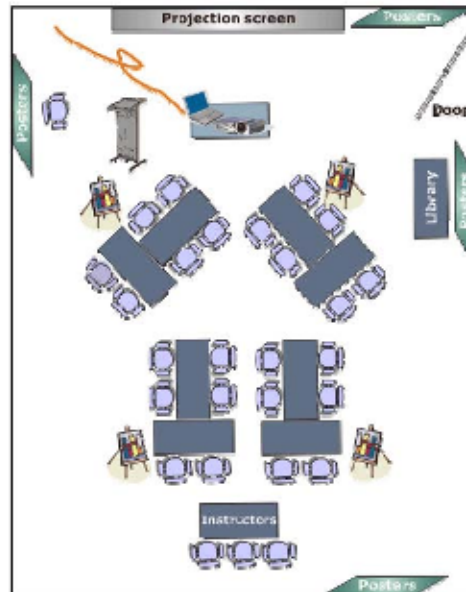 Projection screen
Posters
Posters
Door
Library
Posters
Instructors
Posters